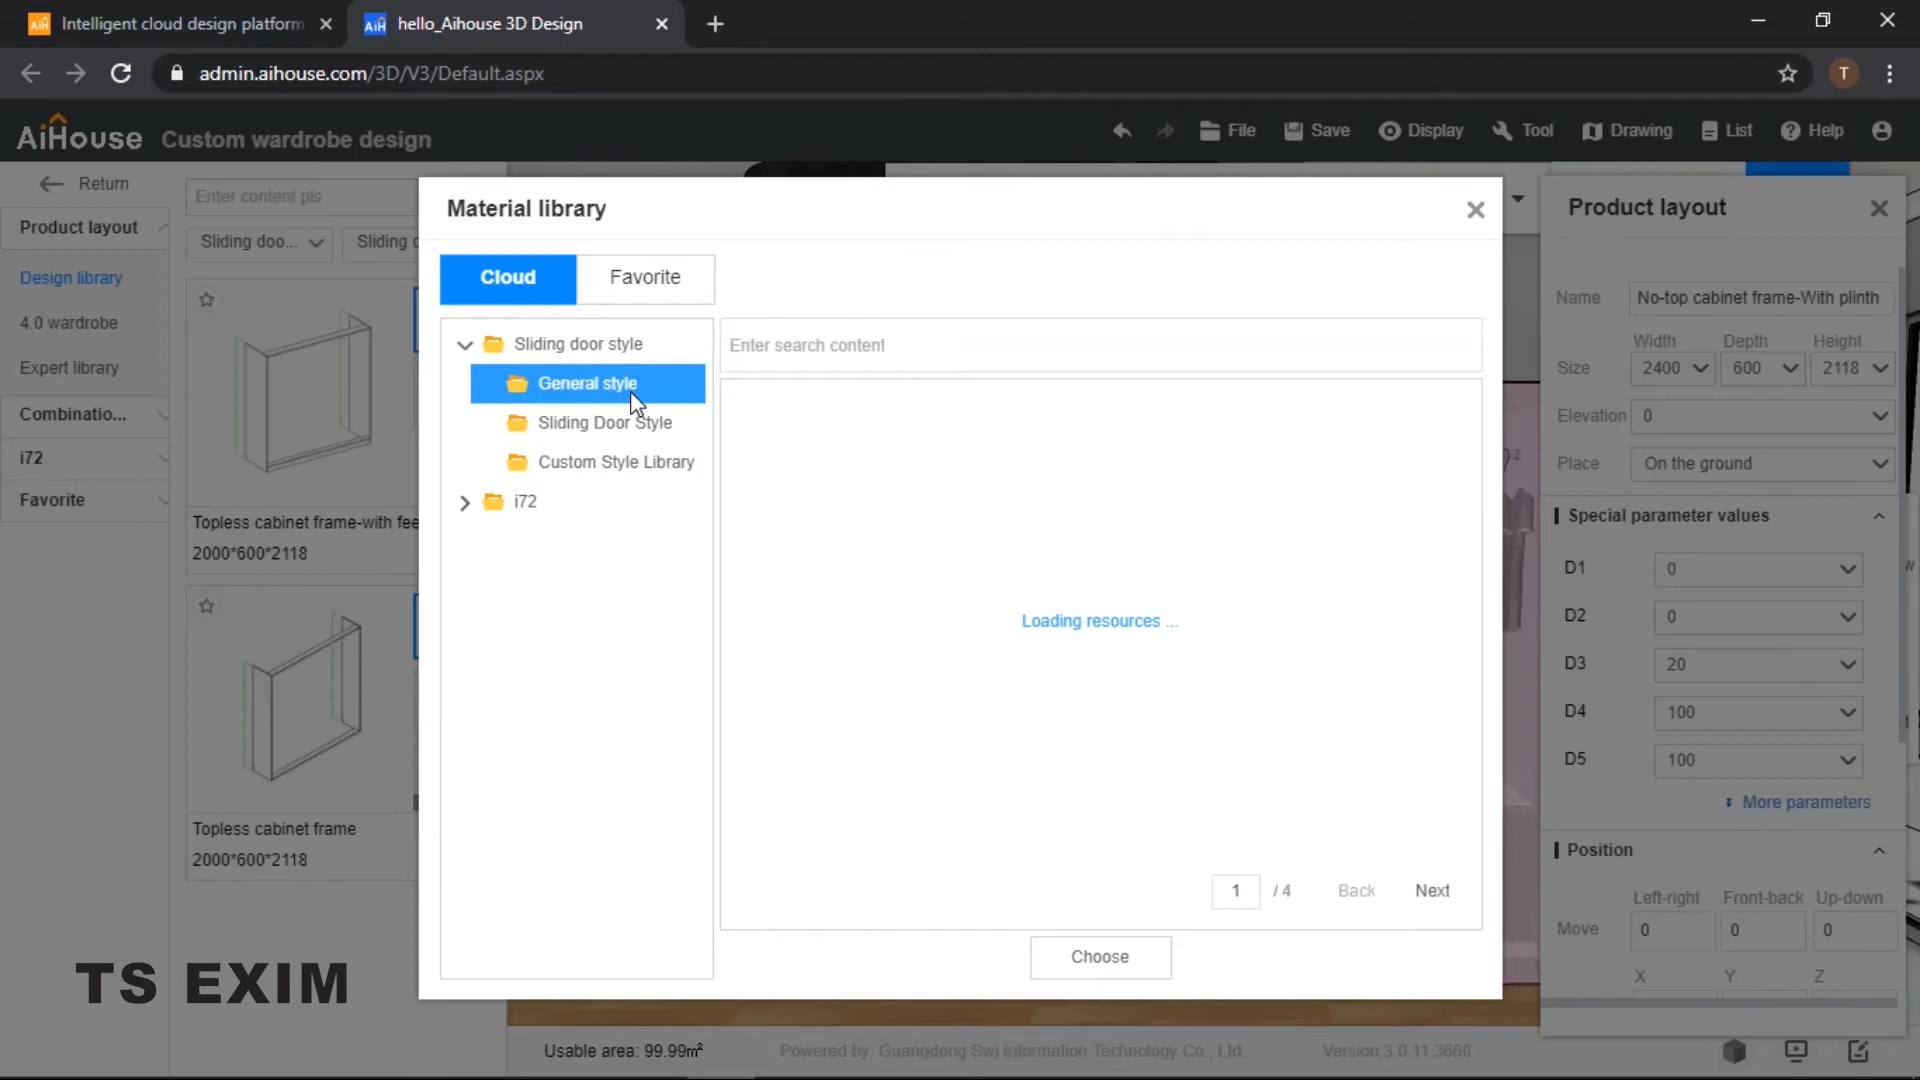 Intelligent cloud design platform
hello_Aihouse 3D Design
admin.aihouse.com/3D/V3/Default.aspx
T
AiHouse Custom wardrobe design
File
Save
Display
Tool
Drawing
List
Help
Return
Product layout
Design library
4.0 wardrobe
Expert library
Combinatio...
i72
Favorite
Enter content pls
Sliding doo...
Sliding
Topless cabinet frame-with fee
2000*600*2118
Topless cabinet frame
2000*600*2118
Material library
Cloud
Favorite
Sliding door style
General style
Sliding Door Style
Custom Style Library
i72
Enter search content
Loading resources ...
1 / 4 Back Next
Choose
Product layout
Name No-top cabinet frame-With plinth
Width Depth Height
Size 2400 600 2118
Elevation 0
Place On the ground
Special parameter values
D1 0
D2 0
D3 20
D4 100
D5 100
More parameters
Position
Left-right Front-back Up-down
Move 0 0 0
X Y Z
TS EXIM
Usable area: 99.99㎡
Powered by: Guangdong Swj Information Technology Co., Ltd.
Version:3.0.11.3660